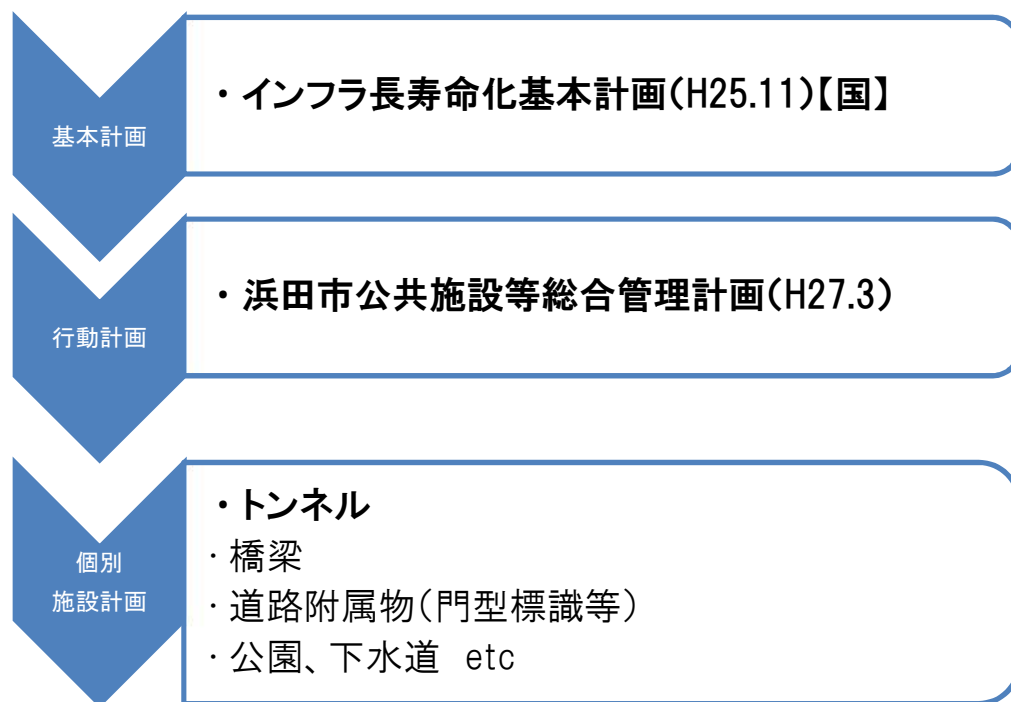 基本計画
・インフラ長寿命化基本計画(H25.11)【国】
行動計画
・浜田市公共施設等総合管理計画(H27.3)
個別
施設計画
・トンネル
・橋梁
・道路附属物(門型標識等)
・公園、下水道 etc